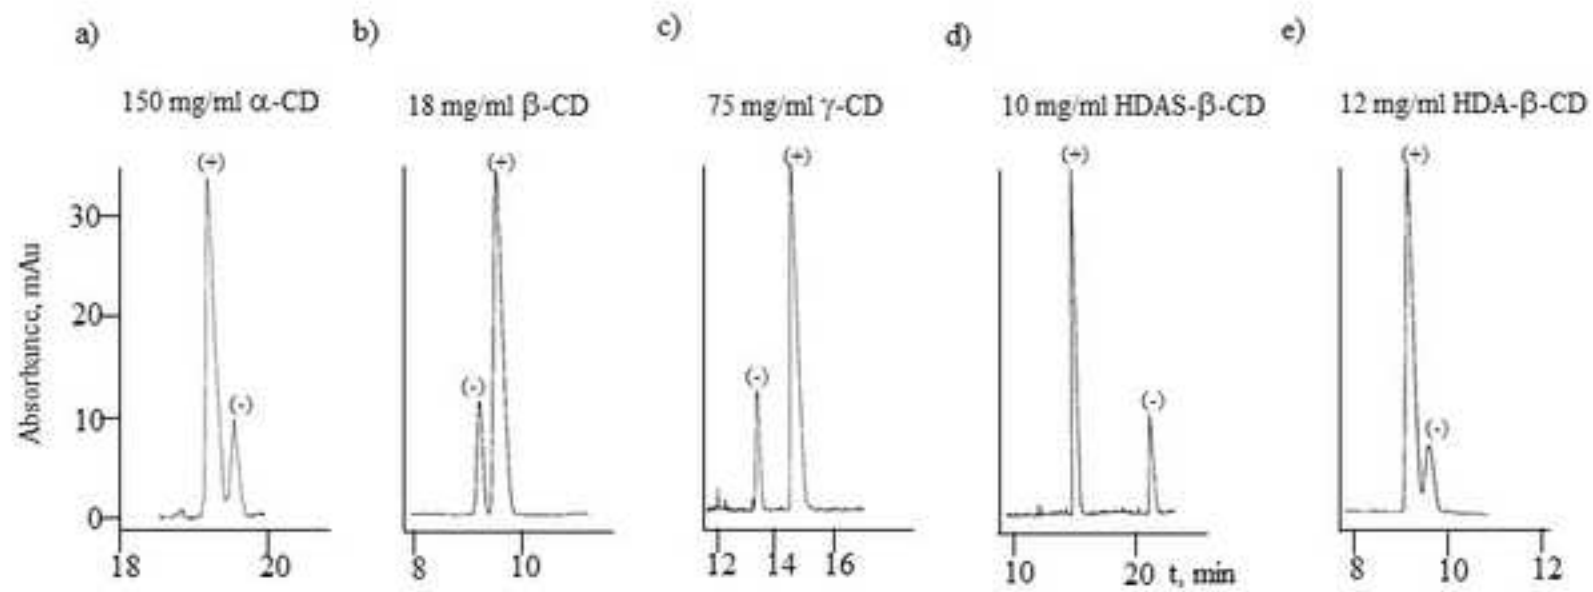 a)
150 mg/ml α-CD
(+)
(-)
Absorbance, mAu
30
20
10
0
18
20
b)
18 mg/ml β-CD
(-)
(+)
8
10
c)
75 mg/ml γ-CD
(-)
(+)
12
14
16
d)
10 mg/ml HDAS-β-CD
(+)
(-)
10
20
t, min
e)
12 mg/ml HDA-β-CD
(+)
(-)
8
10
12